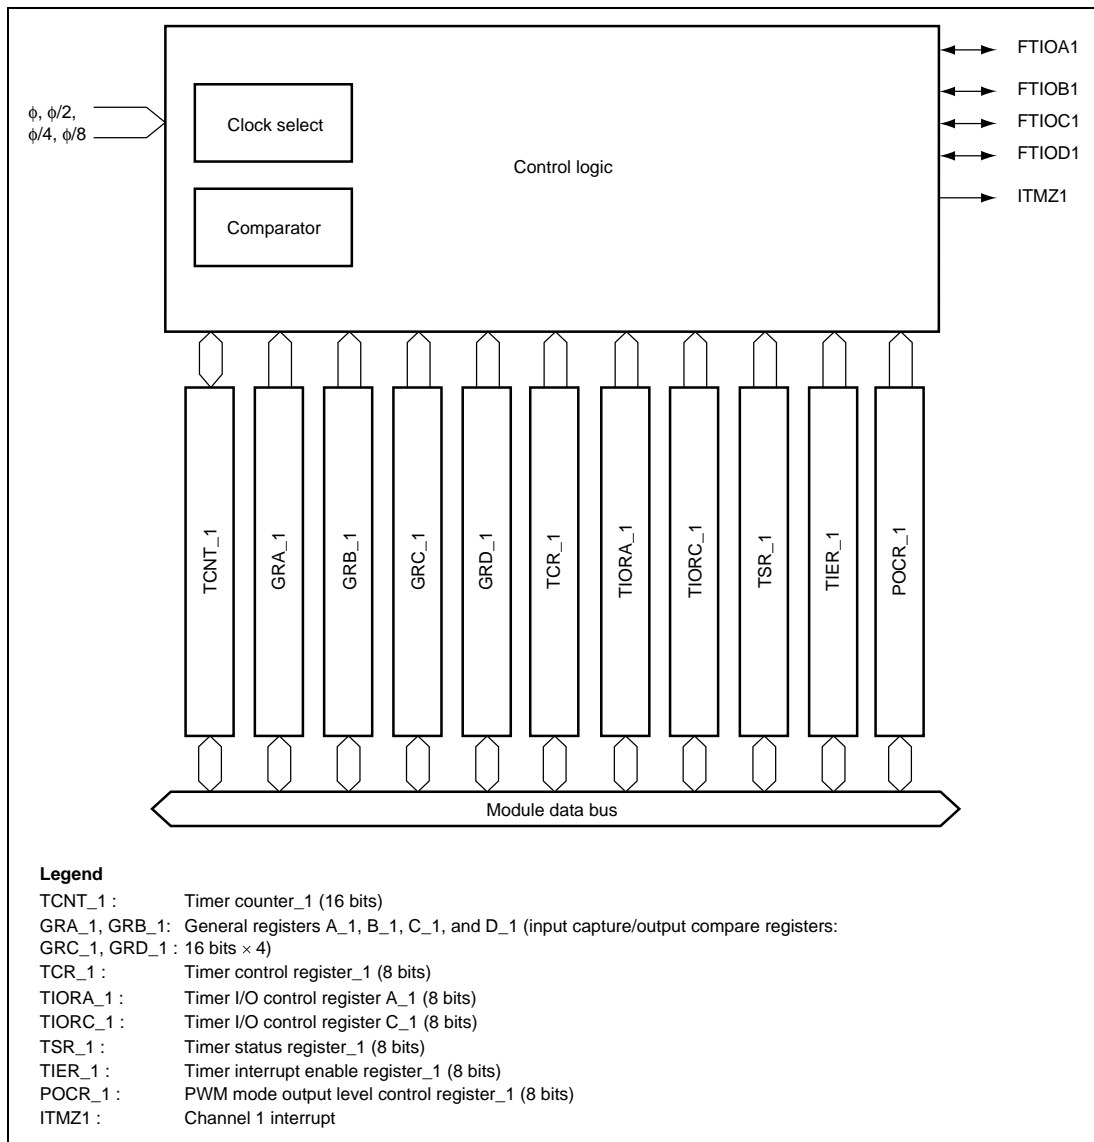 FTIOA1
FTIOB1
FTIOC1
FTIOD1
ITMZ1
ϕ, ϕ/2,
ϕ/4, ϕ/8
Clock select
Control logic
Comparator
TCNT_1
GRA_1
GRB_1
GRC_1
GRD_1
TCR_1
TIORA_1
TIORC_1
TSR_1
TIER_1
POCR_1
Module data bus
Legend
TCNT_1 : Timer counter_1 (16 bits)
GRA_1, GRB_1: General registers A_1, B_1, C_1, and D_1 (input capture/output compare registers:
GRC_1, GRD_1 : 16 bits × 4)
TCR_1 : Timer control register_1 (8 bits)
TIORA_1 : Timer I/O control register A_1 (8 bits)
TIORC_1 : Timer I/O control register C_1 (8 bits)
TSR_1 : Timer status register_1 (8 bits)
TIER_1 : Timer interrupt enable register_1 (8 bits)
POCR_1 : PWM mode output level control register_1 (8 bits)
ITMZ1 : Channel 1 interrupt